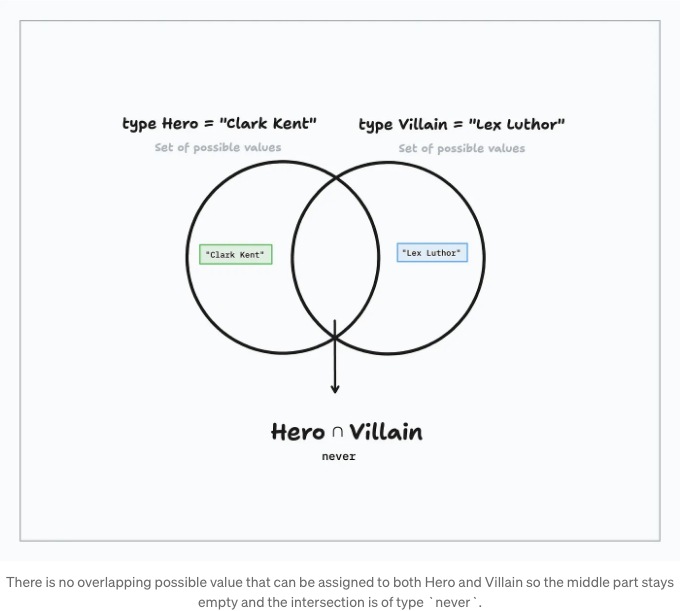 type Hero = "Clark Kent"
type Villain = "Lex Luthor"
Set of possible values
Set of possible values
"Clark Kent"
"Lex Luthor"
Hero ∩ Villain
never
There is no overlapping possible value that can be assigned to both Hero and Villain so the middle part stays
empty and the intersection is of type `never`.